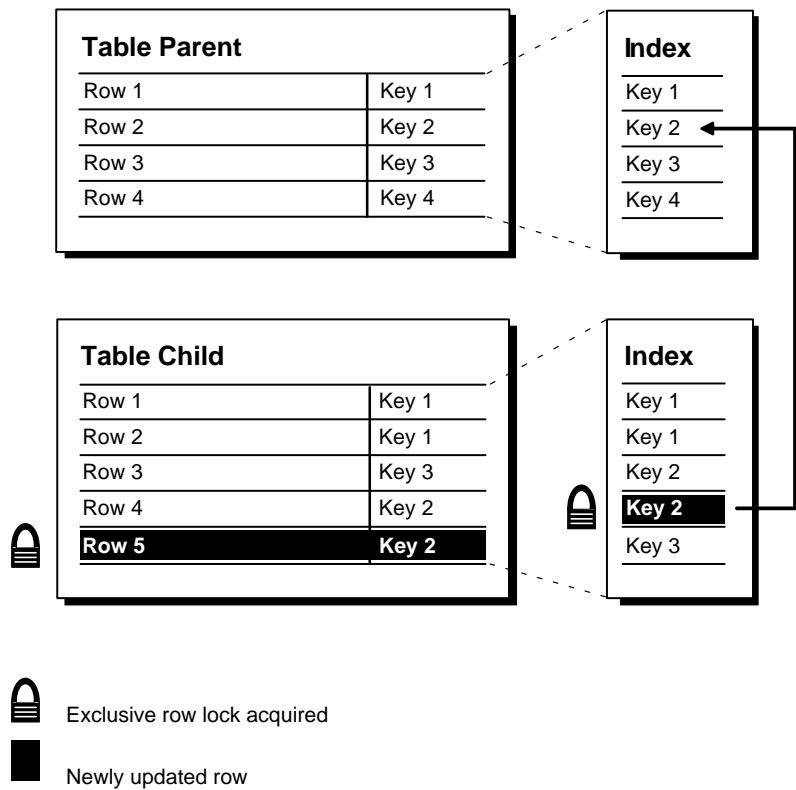 Table Parent
Row 1 Key 1
Row 2 Key 2
Row 3 Key 3
Row 4 Key 4
Index
Key 1
Key 2
Key 3
Key 4
Table Child
Row 1 Key 1
Row 2 Key 1
Row 3 Key 3
Row 4 Key 2
Row 5 Key 2
Index
Key 1
Key 1
Key 2
Key 2
Key 3
Exclusive row lock acquired
Newly updated row